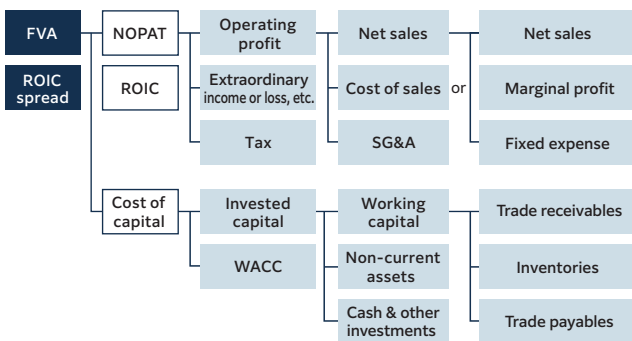 FVA
NOPAT
Operating
profit
Net sales
Net sales
ROIC
spread
ROIC
Extraordinary
income or loss, etc.
Cost of sales
or
Marginal profit
Tax
SG&A
Fixed expense
Cost of
capital
Invested
capital
Working
capital
Trade receivables
WACC
Non-current
assets
Inventories
Cash & other
investments
Trade payables